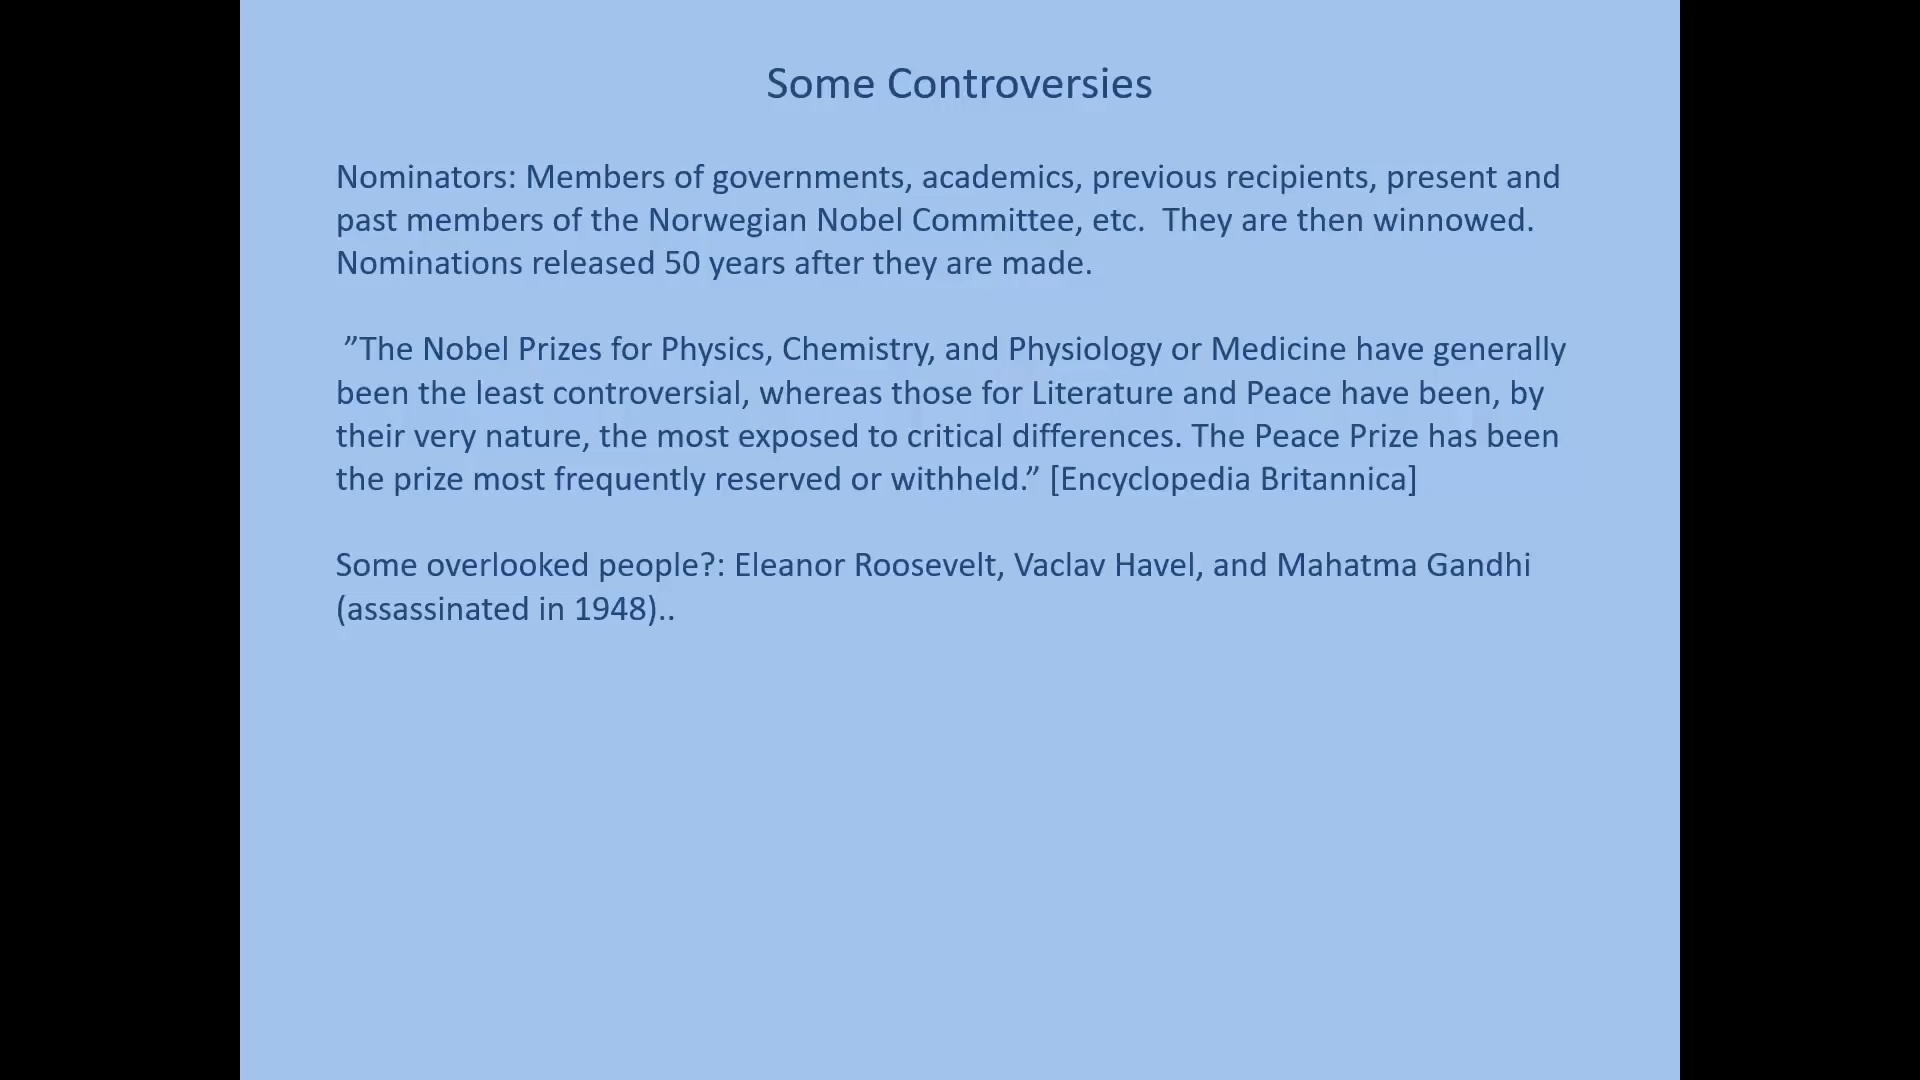 Some Controversies
Nominators: Members of governments, academics, previous recipients, present and
past members of the Norwegian Nobel Committee, etc.  They are then winnowed.
Nominations released 50 years after they are made.
”The Nobel Prizes for Physics, Chemistry, and Physiology or Medicine have generally
been the least controversial, whereas those for Literature and Peace have been, by
their very nature, the most exposed to critical differences. The Peace Prize has been
the prize most frequently reserved or withheld.” [Encyclopedia Britannica]
Some overlooked people?: Eleanor Roosevelt, Vaclav Havel, and Mahatma Gandhi
(assassinated in 1948)..